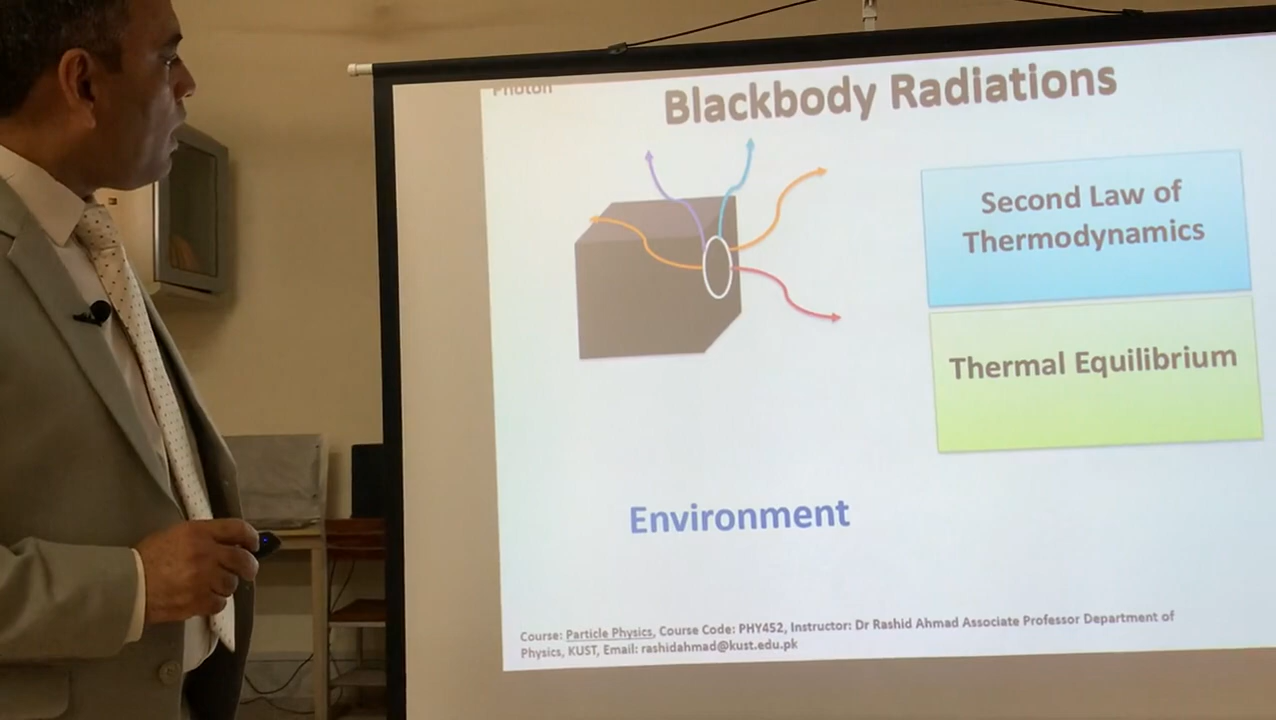 Photon
Blackbody Radiations
Second Law of
Thermodynamics
Thermal Equilibrium
Environment
Course: Particle Physics, Course Code: PHY452, Instructor: Dr Rashid Ahmad Associate Professor Department of
Physics, KUST, Email: rashidahmad@kust.edu.pk